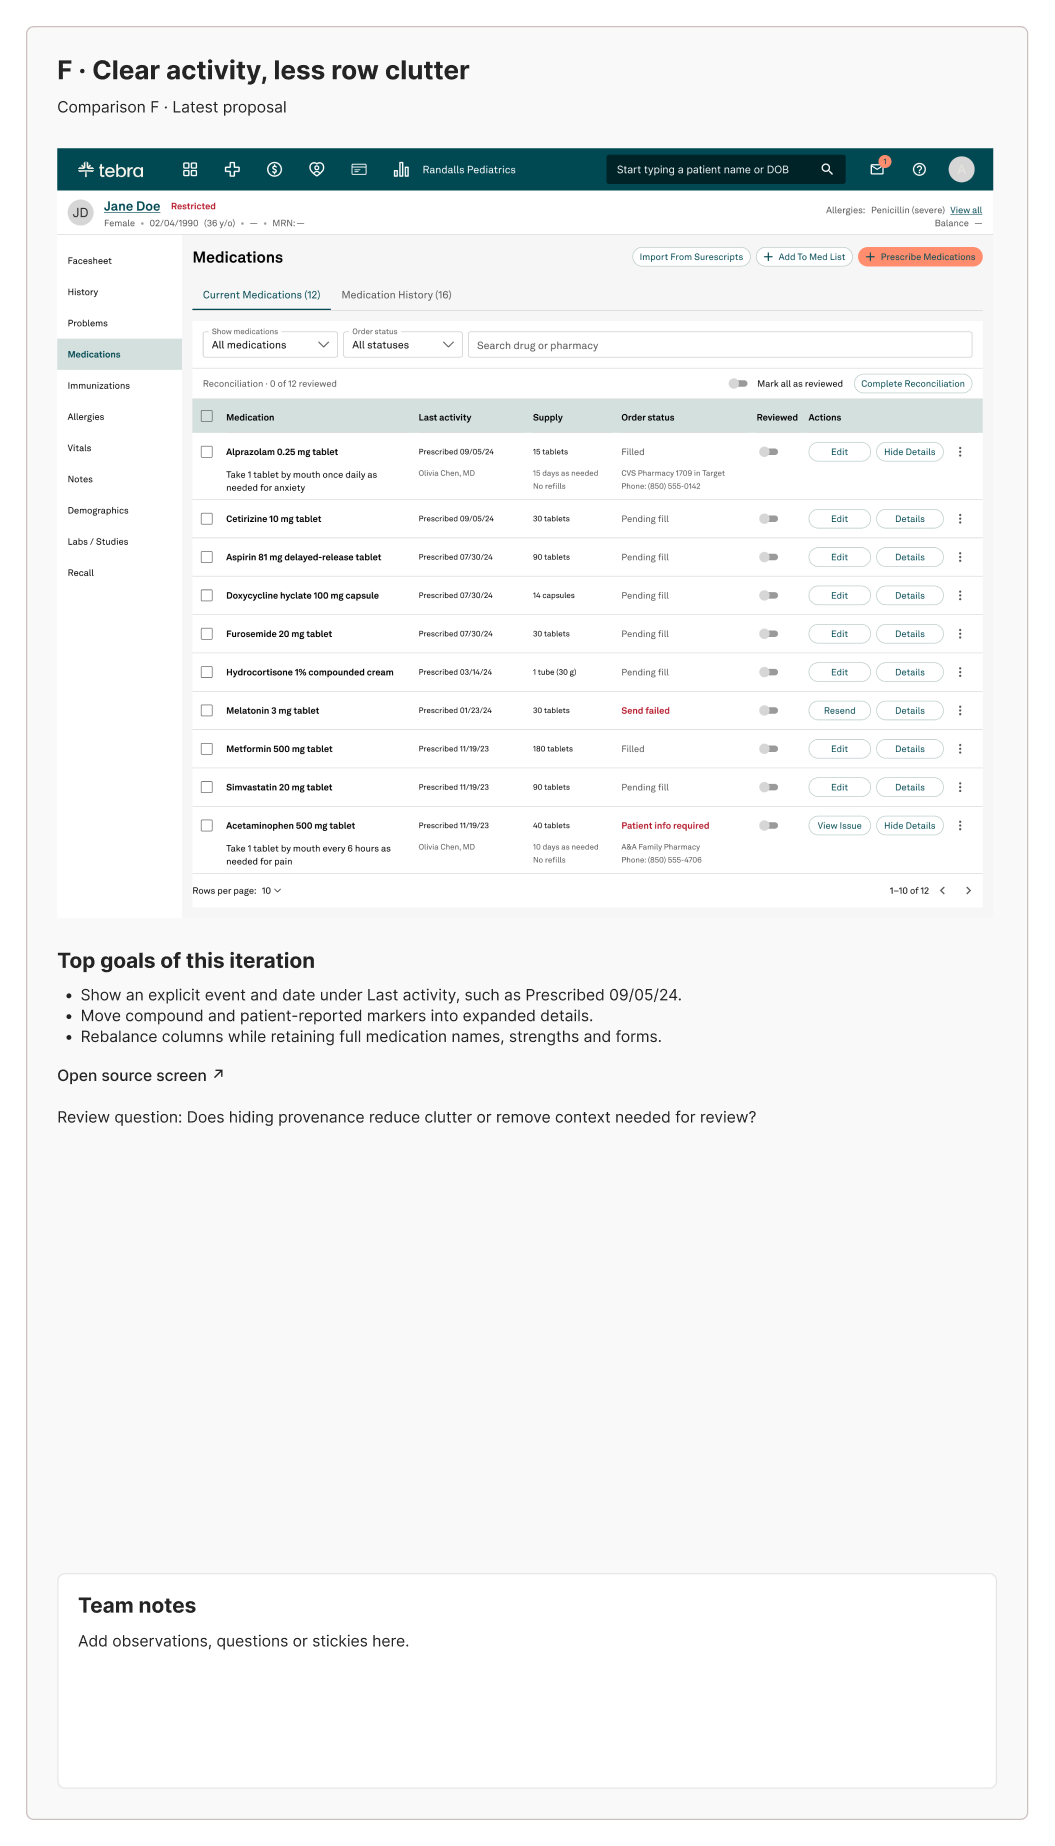 F · Clear activity, less row clutter
Comparison F · Latest proposal
tebra
Randalls Pediatrics
Start typing a patient name or DOB
1
A
JD
Jane Doe Restricted
Female • 02/04/1990 (36 y/o) • — • MRN: —
Allergies: Penicillin (severe) View all
Balance —
Facesheet
History
Problems
Medications
Immunizations
Allergies
Vitals
Notes
Demographics
Labs / Studies
Recall
Medications
Import From Surescripts
+ Add To Med List
+ Prescribe Medications
Current Medications (12) Medication History (16)
Show medications
All medications
Order status
All statuses
Search drug or pharmacy
Reconciliation · 0 of 12 reviewed
Mark all as reviewed
Complete Reconciliation
Medication Last activity Supply Order status Reviewed Actions
Alprazolam 0.25 mg tablet Prescribed 09/05/24 15 tablets Filled Edit Hide Details
Take 1 tablet by mouth once daily as
needed for anxiety
Olivia Chen, MD
15 days as needed
No refills
CVS Pharmacy 1709 in Target
Phone: (850) 555-0142
Cetirizine 10 mg tablet Prescribed 09/05/24 30 tablets Pending fill Edit Details
Aspirin 81 mg delayed-release tablet Prescribed 07/30/24 90 tablets Pending fill Edit Details
Doxycycline hyclate 100 mg capsule Prescribed 07/30/24 14 capsules Pending fill Edit Details
Furosemide 20 mg tablet Prescribed 07/30/24 30 tablets Pending fill Edit Details
Hydrocortisone 1% compounded cream Prescribed 03/14/24 1 tube (30 g) Pending fill Edit Details
Melatonin 3 mg tablet Prescribed 01/23/24 30 tablets Send failed Resend Details
Metformin 500 mg tablet Prescribed 11/19/23 180 tablets Filled Edit Details
Simvastatin 20 mg tablet Prescribed 11/19/23 90 tablets Pending fill Edit Details
Acetaminophen 500 mg tablet Prescribed 11/19/23 40 tablets Patient info required View Issue Hide Details
Take 1 tablet by mouth every 6 hours as
needed for pain
Olivia Chen, MD
10 days as needed
No refills
A&A Family Pharmacy
Phone: (850) 555-4706
Rows per page: 10
1–10 of 12
Top goals of this iteration
• Show an explicit event and date under Last activity, such as Prescribed 09/05/24.
• Move compound and patient-reported markers into expanded details.
• Rebalance columns while retaining full medication names, strengths and forms.
Open source screen ↗
Review question: Does hiding provenance reduce clutter or remove context needed for review?
Team notes
Add observations, questions or stickies here.